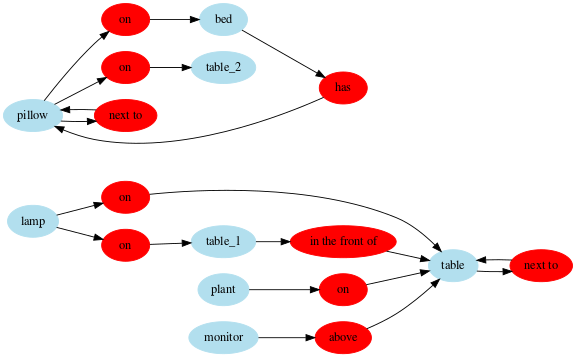 on
bed
on
table_2
has
pillow
next to
on
lamp
on
table_1
in the front of
table
next to
plant
on
monitor
above